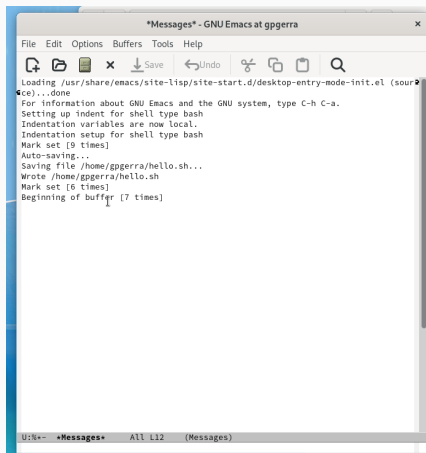 *Messages* - GNU Emacs at gpgerra
×
File Edit Options Buffers Tools Help
Save Undo
Loading /usr/share/emacs/site-lisp/site-start.d/desktop-entry-mode-init.el (sour
ce)...done
For information about GNU Emacs and the GNU system, type C-h C-a.
Setting up indent for shell type bash
Indentation variables are now local.
Indentation setup for shell type bash
Mark set [9 times]
Auto-saving...
Saving file /home/gpgerra/hello.sh...
Wrote /home/gpgerra/hello.sh
Mark set [6 times]
Beginning of buffer [7 times]
U:%*- *Messages* All L12 (Messages)